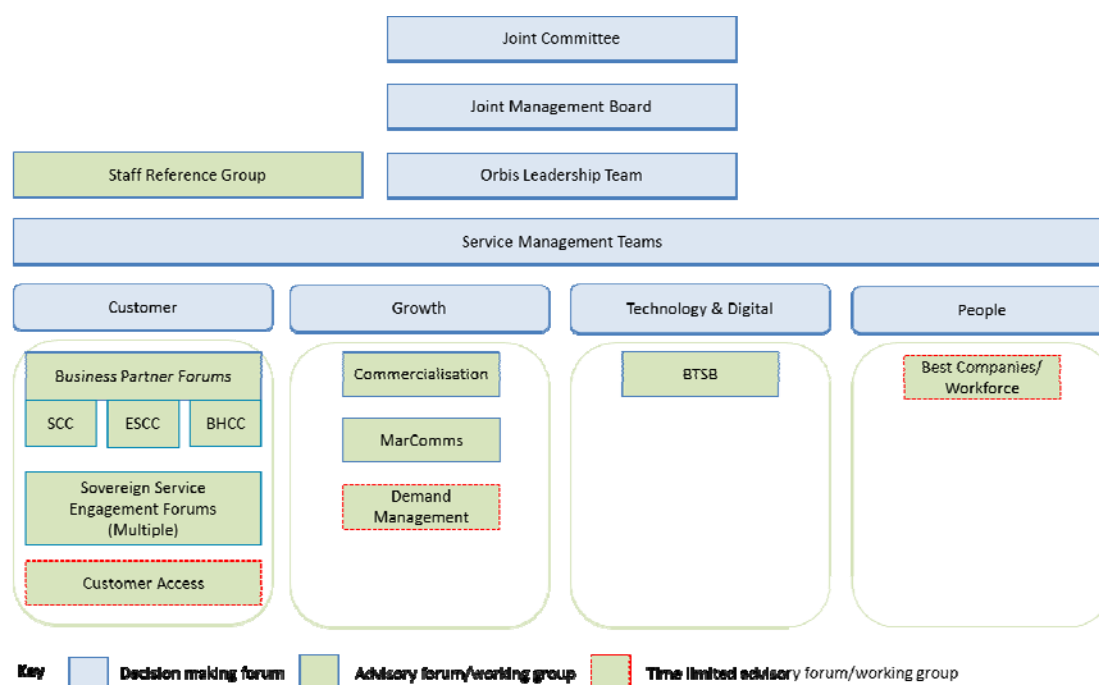 Joint Committee
Joint Management Board
Staff Reference Group
Orbis Leadership Team
Service Management Teams
Customer
Growth
Technology & Digital
People
Business Partner Forums
SCC
ESCC
BHCC
Sovereign Service
Engagement Forums
(Multiple)
Customer Access
Commercialisation
MarComms
Demand
Management
BTSB
Best Companies/
Workforce
Key
Decision making forum
Advisory forum/working group
Time limited advisory forum/working group